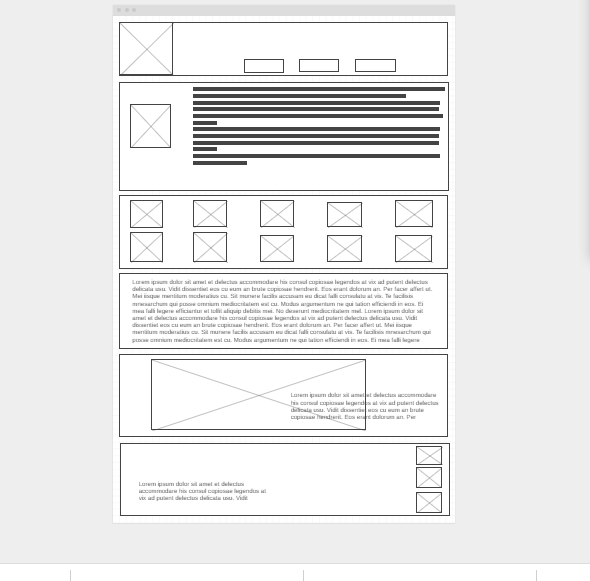 Lorem ipsum dolor sit amet et delectus accommodare his consul copiosae legendos at vix ad putent delectus
delicata usu. Vidit dissentiet eos cu eum an brute copiosae hendrerit. Eos erant dolorum an. Per facer affert ut.
Mei iisque mentitum moderatius cu. Sit munere facilis accusam eu dicat falli consulatu at vis. Te facilisis
mnesarchum qui posse omnium mediocritatem est cu. Modus argumentum ne qui tation efficiendi in eos. Ei
mea falli legere efficiantur et tollit aliquip debitis mei. No deserunt mediocritatem mel. Lorem ipsum dolor sit
amet et delectus accommodare his consul copiosae legendos at vix ad putent delectus delicata usu. Vidit
dissentiet eos cu eum an brute copiosae hendrerit. Eos erant dolorum an. Per facer affert ut. Mei iisque
mentitum moderatius cu. Sit munere facilis accusam eu dicat falli consulatu at vis. Te facilisis mnesarchum qui
posse omnium mediocritatem est cu. Modus argumentum ne qui tation efficiendi in eos. Ei mea falli legere
Lorem ipsum dolor sit amet et delectus accommodare
his consul copiosae legendos at vix ad putent delectus
delicata usu. Vidit dissentiet eos cu eum an brute
copiosae hendrerit. Eos erant dolorum an. Per
Lorem ipsum dolor sit amet et delectus
accommodare his consul copiosae legendos at
vix ad putent delectus delicata usu. Vidit